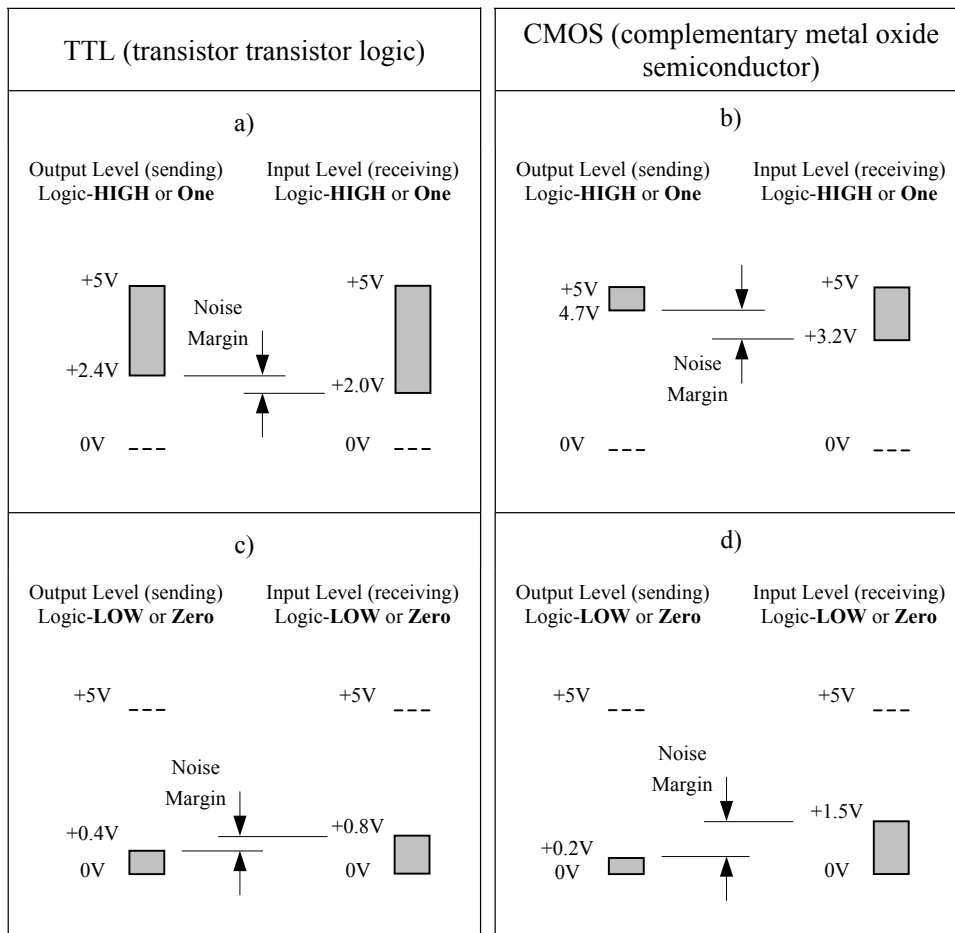 TTL (transistor transistor logic)
CMOS (complementary metal oxide
semiconductor)
a)
Output Level (sending)
Logic-HIGH or One
Input Level (receiving)
Logic-HIGH or One
+5V
+5V
Noise
Margin
+2.4V
+2.0V
0V
0V
b)
Output Level (sending)
Logic-HIGH or One
Input Level (receiving)
Logic-HIGH or One
+5V
4.7V
+5V
+3.2V
Noise
Margin
0V
0V
c)
Output Level (sending)
Logic-LOW or Zero
Input Level (receiving)
Logic-LOW or Zero
+5V
+5V
Noise
Margin
+0.4V
+0.8V
0V
0V
d)
Output Level (sending)
Logic-LOW or Zero
Input Level (receiving)
Logic-LOW or Zero
+5V
+5V
Noise
Margin
+1.5V
+0.2V
0V
0V